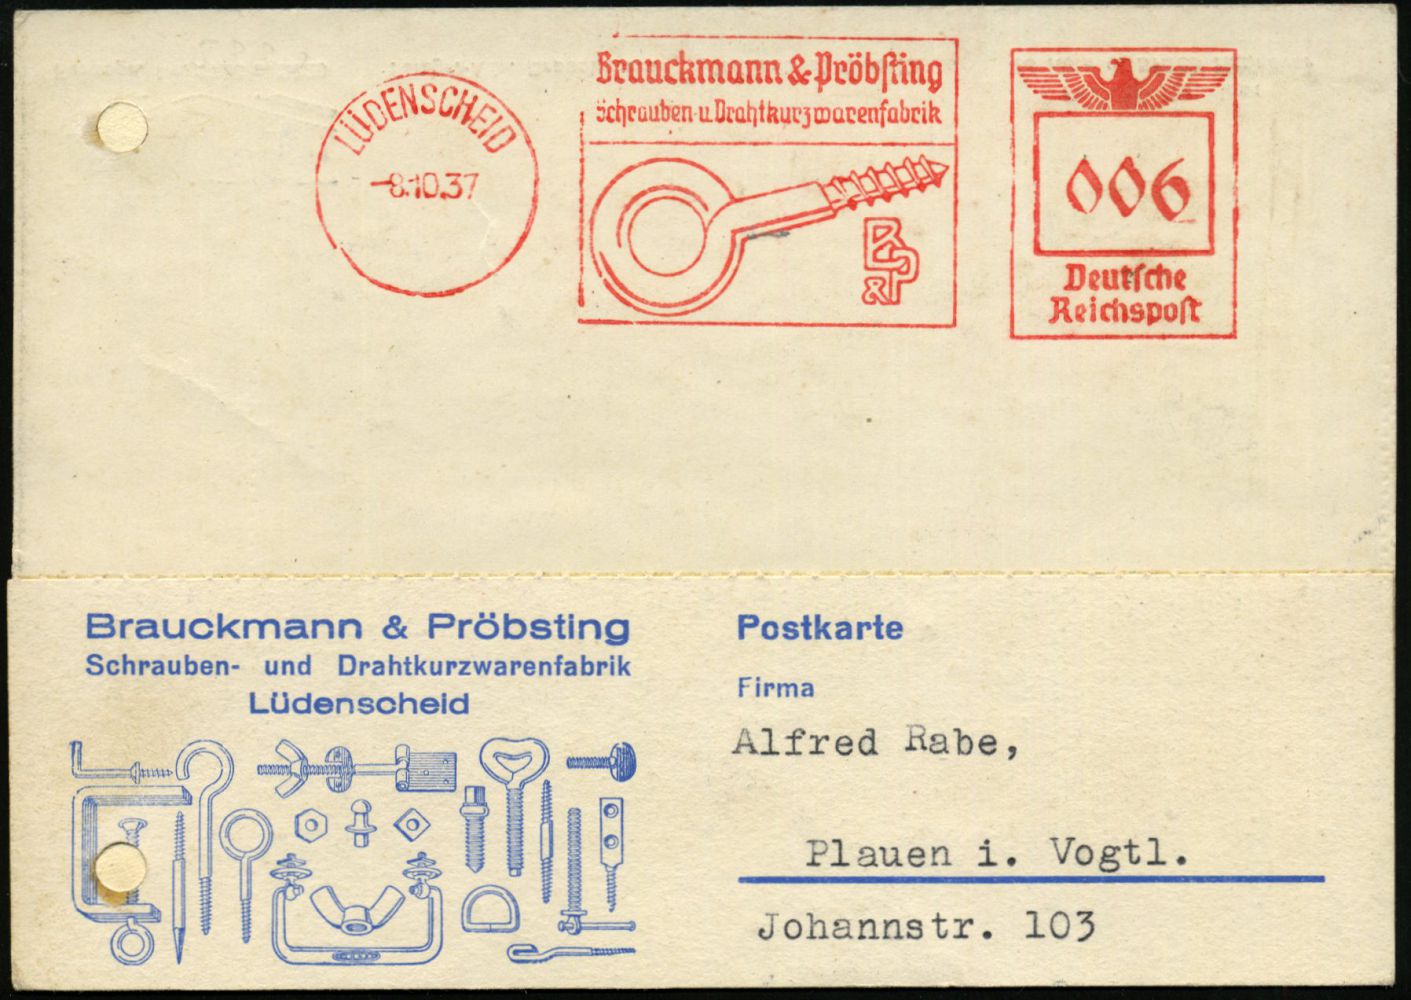 LÜDENSCHEID
-8.10.37
Brauckmann & Pröbsting
Schrauben- u. Drahtkurzwarenfabrik
B
&P
006
Deutsche
Reichspost
Brauckmann & Pröbsting
Schrauben- und Drahtkurzwarenfabrik
Lüdenscheid
Postkarte
Firma
Alfred Rabe,
Plauen i. Vogtl.
Johannstr. 103